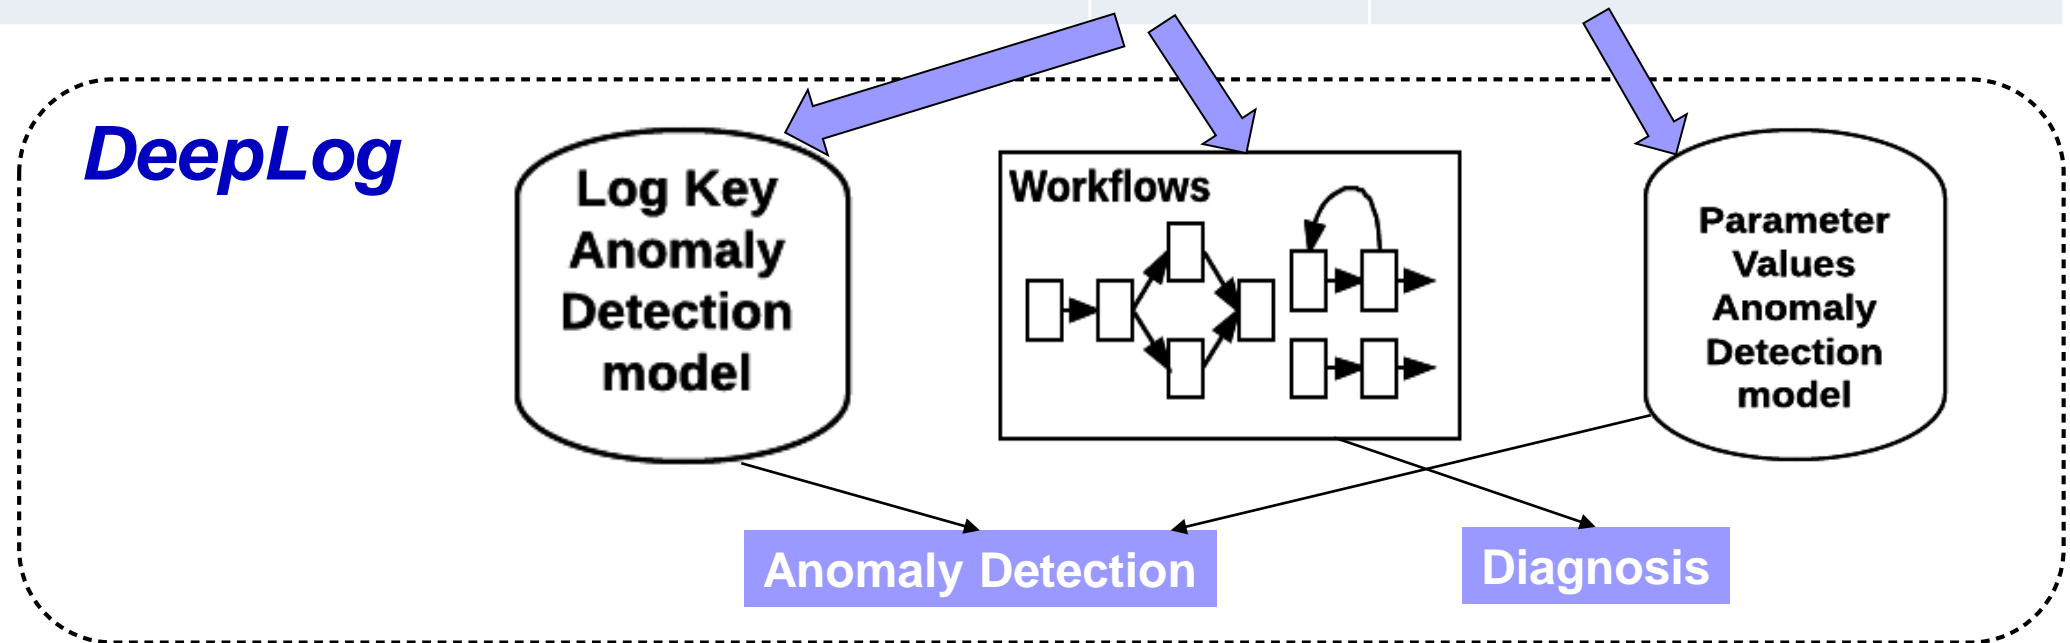 DeepLog
Log Key
Anomaly
Detection
model
Workflows
Parameter
Values
Anomaly
Detection
model
Anomaly Detection
Diagnosis